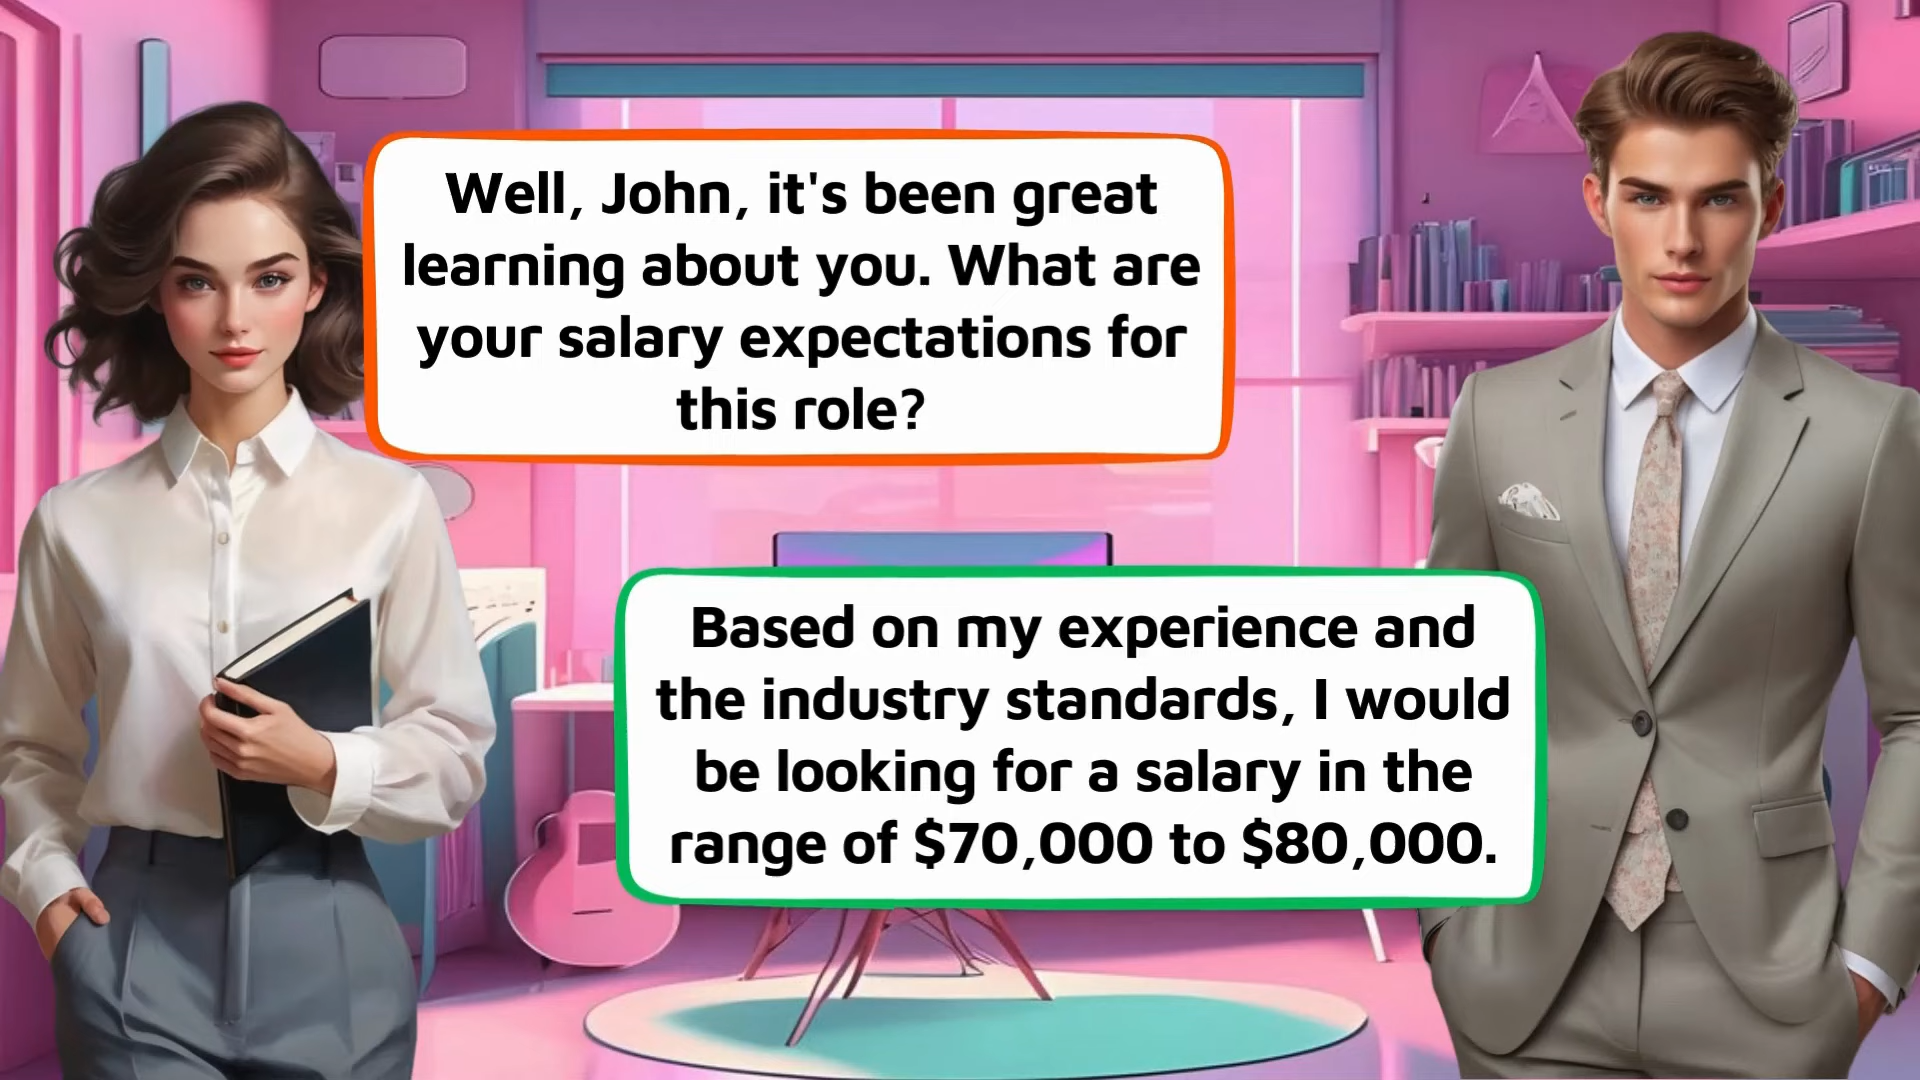 Well, John, it's been great
learning about you. What are
your salary expectations for
this role?
Based on my experience and
the industry standards, I would
be looking for a salary in the
range of $70,000 to $80,000.